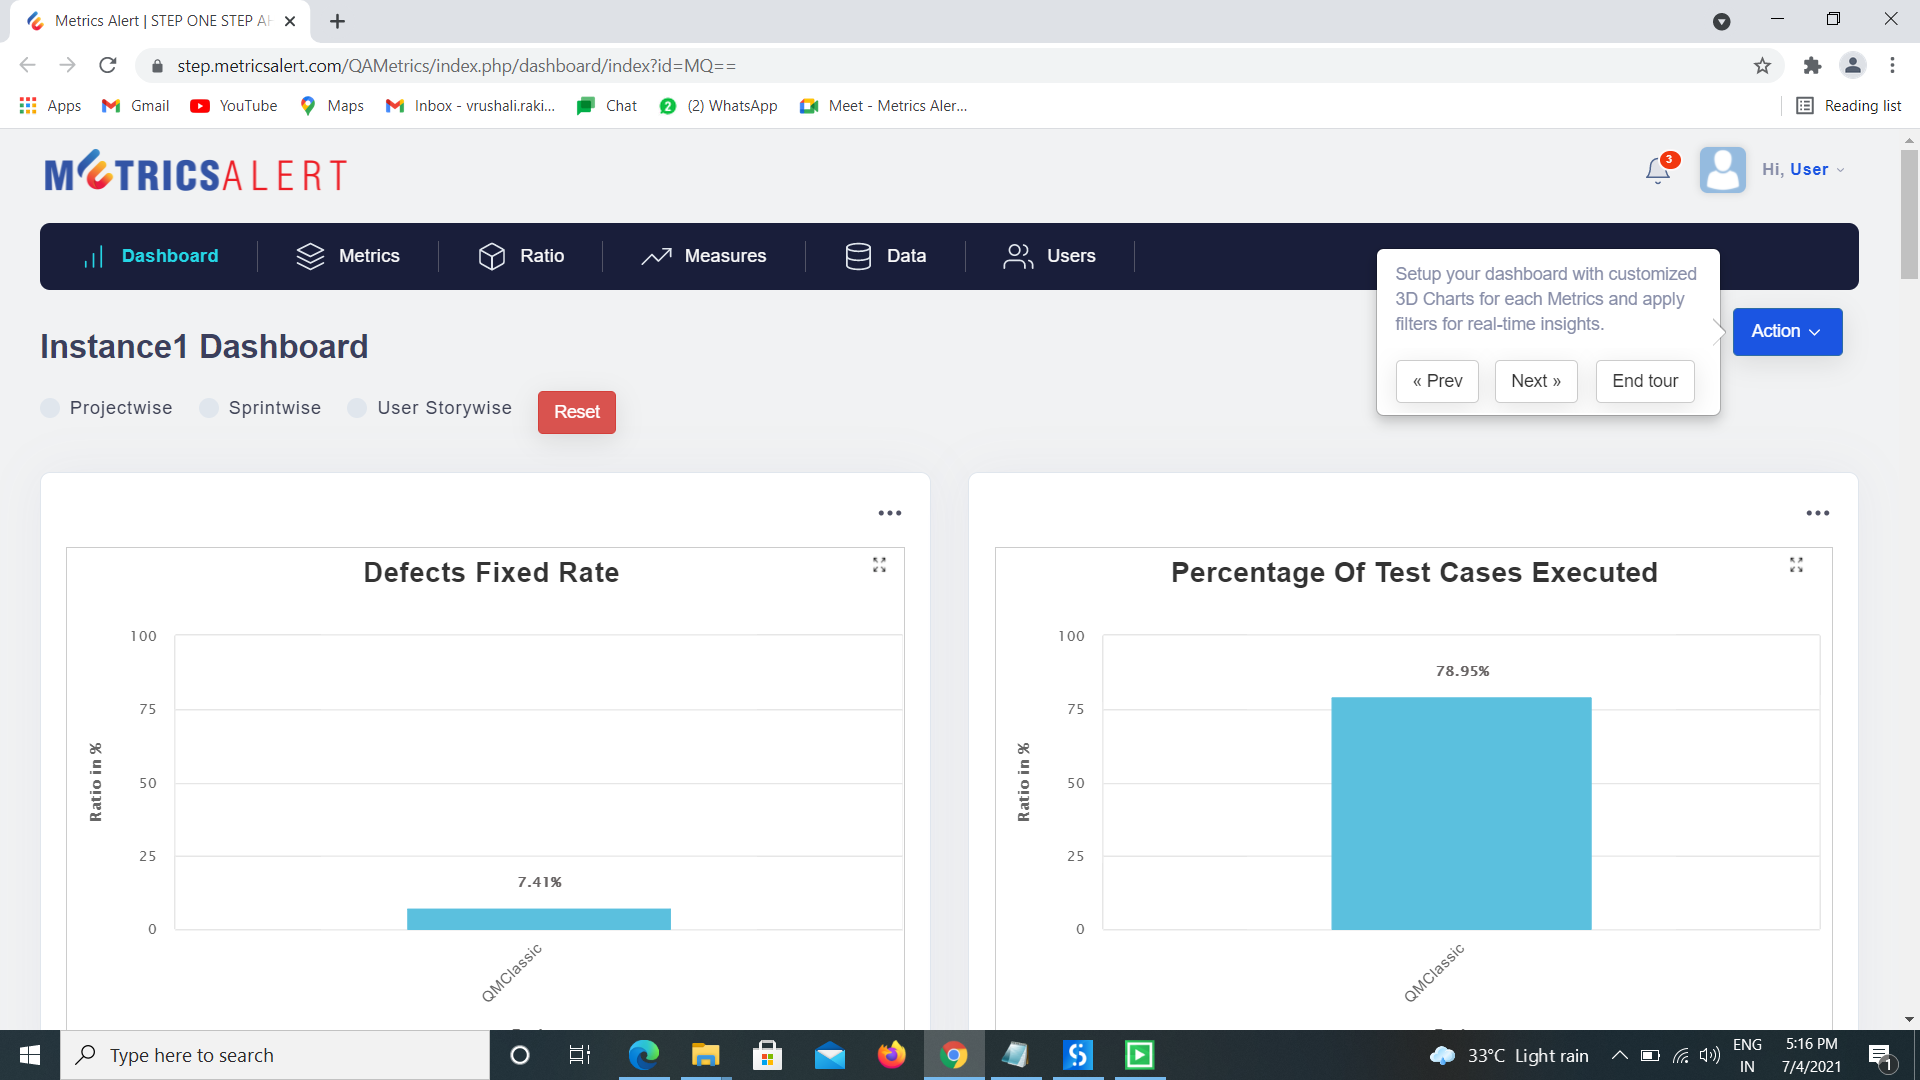 Metrics Alert | STEP ONE STEP AH
step.metricsalert.com/QAMetrics/index.php/dashboard/index?id=MQ==
Apps Gmail YouTube Maps Inbox - vrushali.raki... Chat 2 (2) WhatsApp Meet - Metrics Aler... Reading list
METRICSALERT
3
Hi, User
Dashboard Metrics Ratio Measures Data Users
Setup your dashboard with customized
3D Charts for each Metrics and apply
filters for real-time insights.
« Prev Next » End tour
Action
Instance1 Dashboard
Projectwise Sprintwise User Storywise Reset
Defects Fixed Rate
100
75
50
25
0
Ratio in %
7.41%
QMClassic
Percentage Of Test Cases Executed
100
75
50
25
0
Ratio in %
78.95%
QMClassic
Type here to search
33°C Light rain
ENG
IN
5:16 PM
7/4/2021
1